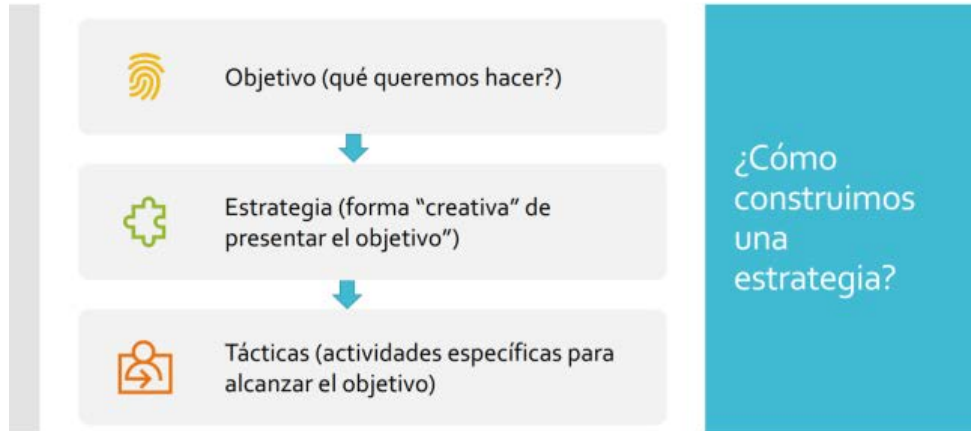 Objetivo (qué queremos hacer?)
Estrategia (forma “creativa” de
presentar el objetivo”)
Tácticas (actividades específicas para
alcanzar el objetivo)
¿Cómo
construimos
una
estrategia?